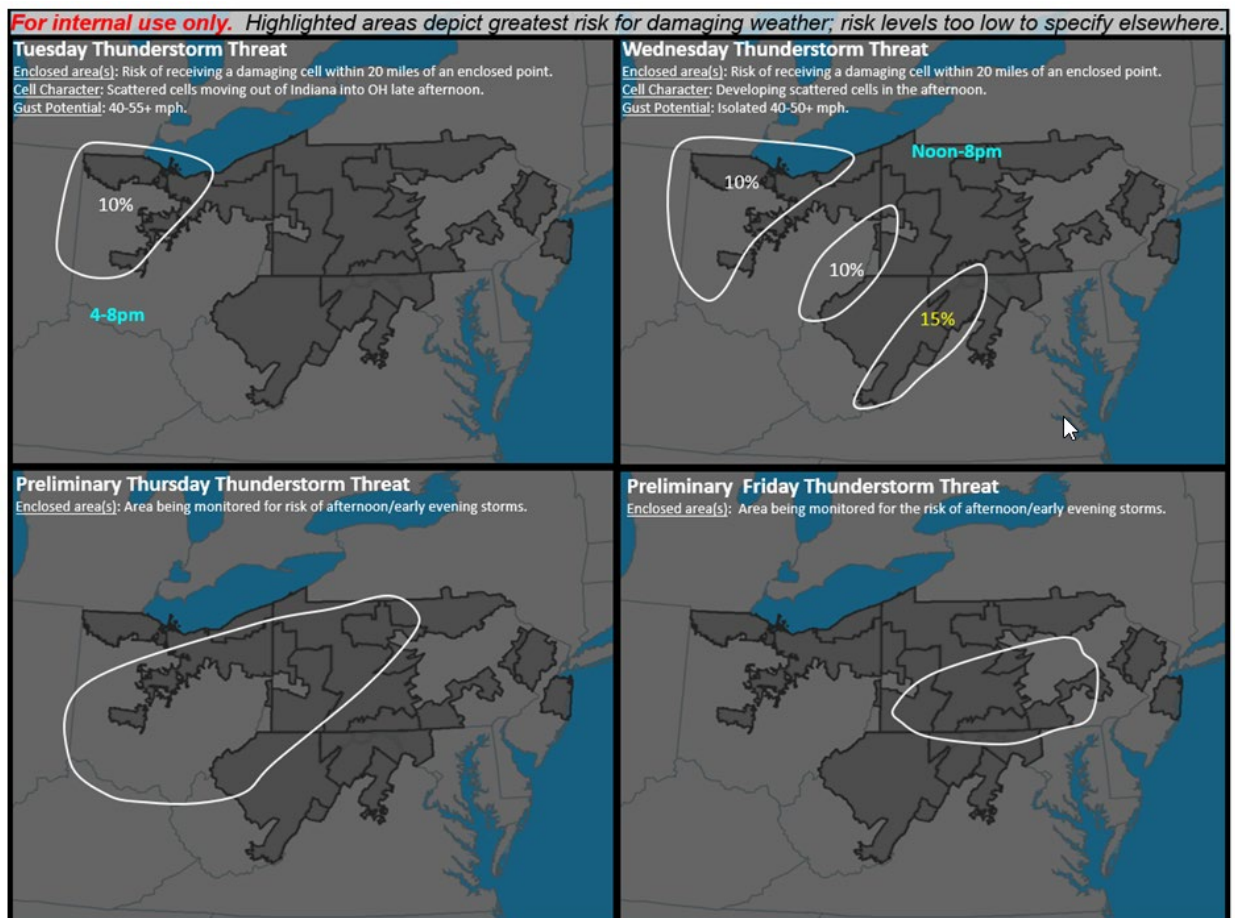 For internal use only. Highlighted areas depict greatest risk for damaging weather; risk levels too low to specify elsewhere.
Tuesday Thunderstorm Threat
Enclosed area(s): Risk of receiving a damaging cell within 20 miles of an enclosed point.
Cell Character: Scattered cells moving out of Indiana into OH late afternoon.
Gust Potential: 40-55+ mph.
10%
4-8pm
Wednesday Thunderstorm Threat
Enclosed area(s): Risk of receiving a damaging cell within 20 miles of an enclosed point.
Cell Character: Developing scattered cells in the afternoon.
Gust Potential: Isolated 40-50+ mph.
Noon-8pm
10%
10%
15%
Preliminary Thursday Thunderstorm Threat
Enclosed area(s): Area being monitored for risk of afternoon/early evening storms.
Preliminary Friday Thunderstorm Threat
Enclosed area(s): Area being monitored for the risk of afternoon/early evening storms.